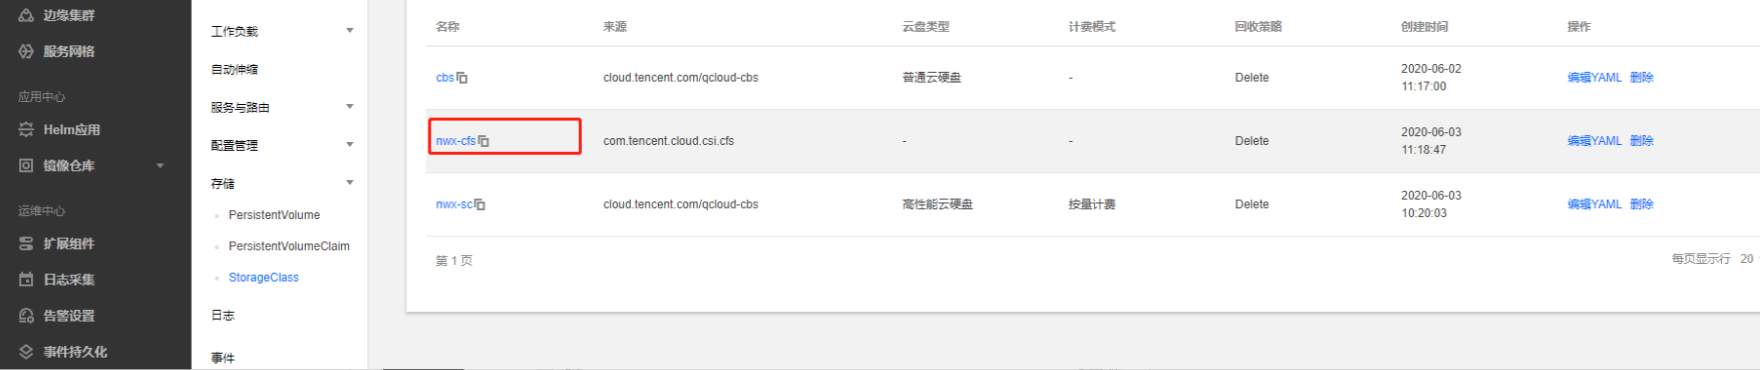 边缘集群
服务网格
应用中心
Helm应用
镜像仓库
运维中心
扩展组件
日志采集
告警设置
事件持久化
工作负载
自动伸缩
服务与路由
配置管理
存储
PersistentVolume
PersistentVolumeClaim
StorageClass
日志
事件
名称 来源 云盘类型 计费模式 回收策略 创建时间 操作
cbs cloud.tencent.com/qcloud-cbs 普通云硬盘 - Delete 2020-06-02 11:17:00 编辑YAML 删除
nwx-cfs com.tencent.cloud.csi.cfs - - Delete 2020-06-03 11:18:47 编辑YAML 删除
nwx-sc cloud.tencent.com/qcloud-cbs 高性能云硬盘 按量计费 Delete 2020-06-03 10:20:03 编辑YAML 删除
第 1 页 每页显示行 20